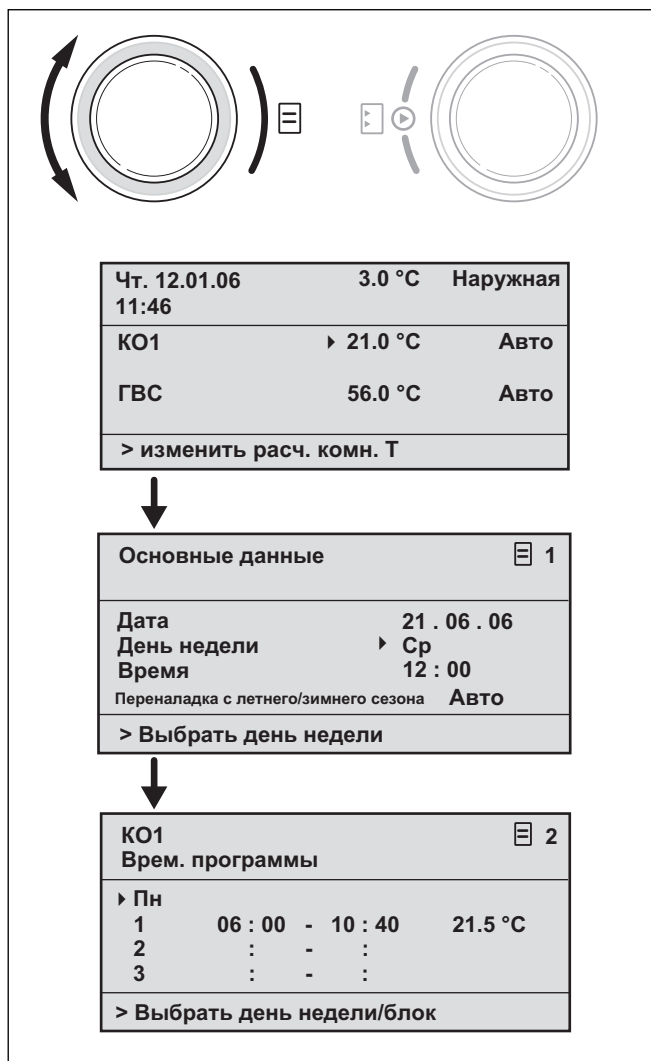 Чт. 12.01.06 3.0 °C Наружная
11:46
КО1 21.0 °C Авто
ГВС 56.0 °C Авто
> изменить расч. комн. Т
Основные данные 1
Дата 21 . 06 . 06
День недели Ср
Время 12 : 00
Переналадка с летнего/зимнего сезона Авто
> Выбрать день недели
КО1 2
Врем. программы
Пн
1 06 : 00 - 10 : 40 21.5 °C
2 : - :
3 : - :
> Выбрать день недели/блок